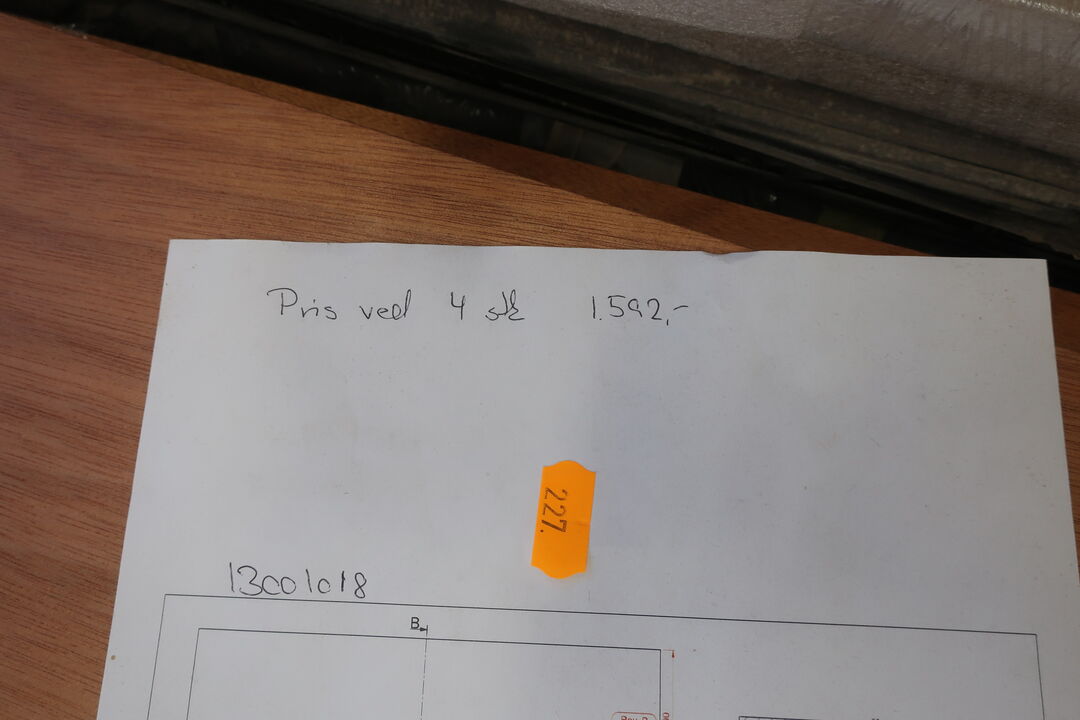 Pris ved 4 stk 1.592,-
227.
13001018
B